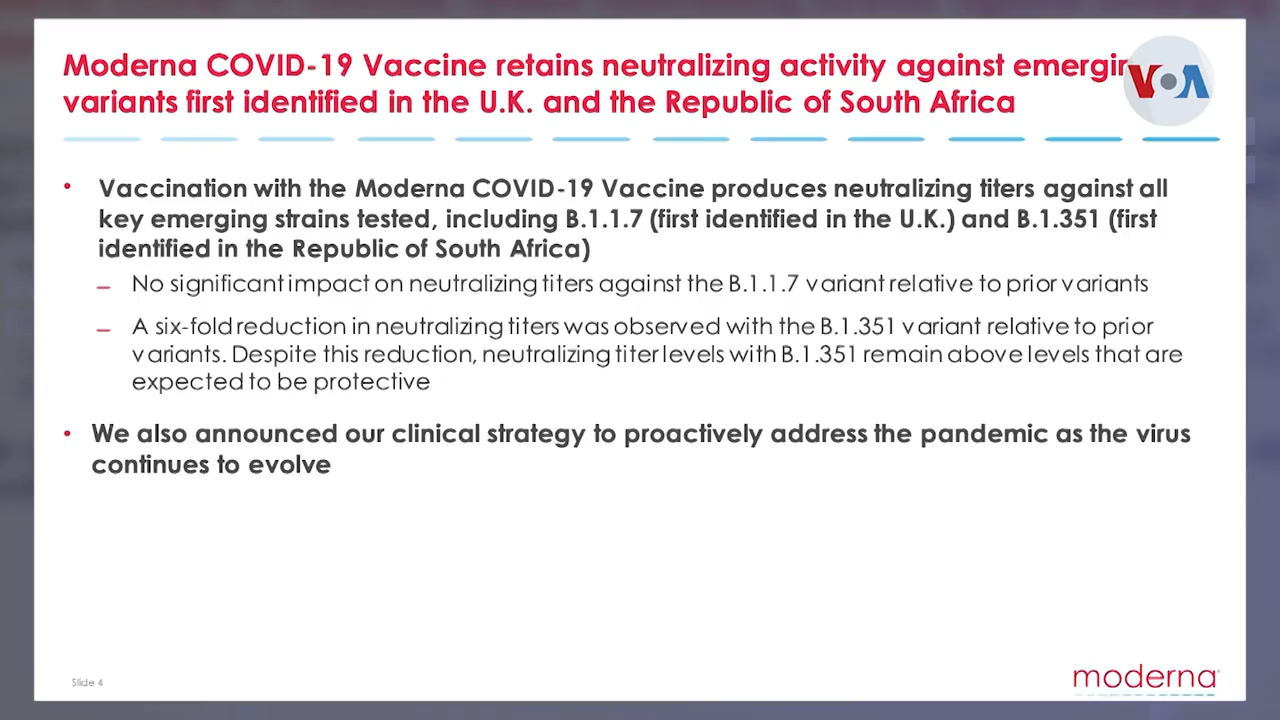 Moderna COVID-19 Vaccine retains neutralizing activity against
VOA
variants first identified in the U.K. and the Republic of South Africa
• Vaccination with the Moderna COVID-19 Vaccine produces neutralizing titers against all
key emerging strains tested, including B.1.1.7 (first identified in the U.K.) and B.1.351 (first
identified in the Republic of South Africa)
– No significant impact on neutralizing titers against the B.1.1.7 variant relative to prior variants
– A six-fold reduction in neutralizing titers was observed with the B.1.351 variant relative to prior
variants. Despite this reduction, neutralizing titer levels with B.1.351 remain above levels that are
expected to be protective
• We also announced our clinical strategy to proactively address the pandemic as the virus
continues to evolve
Slide 4
moderna